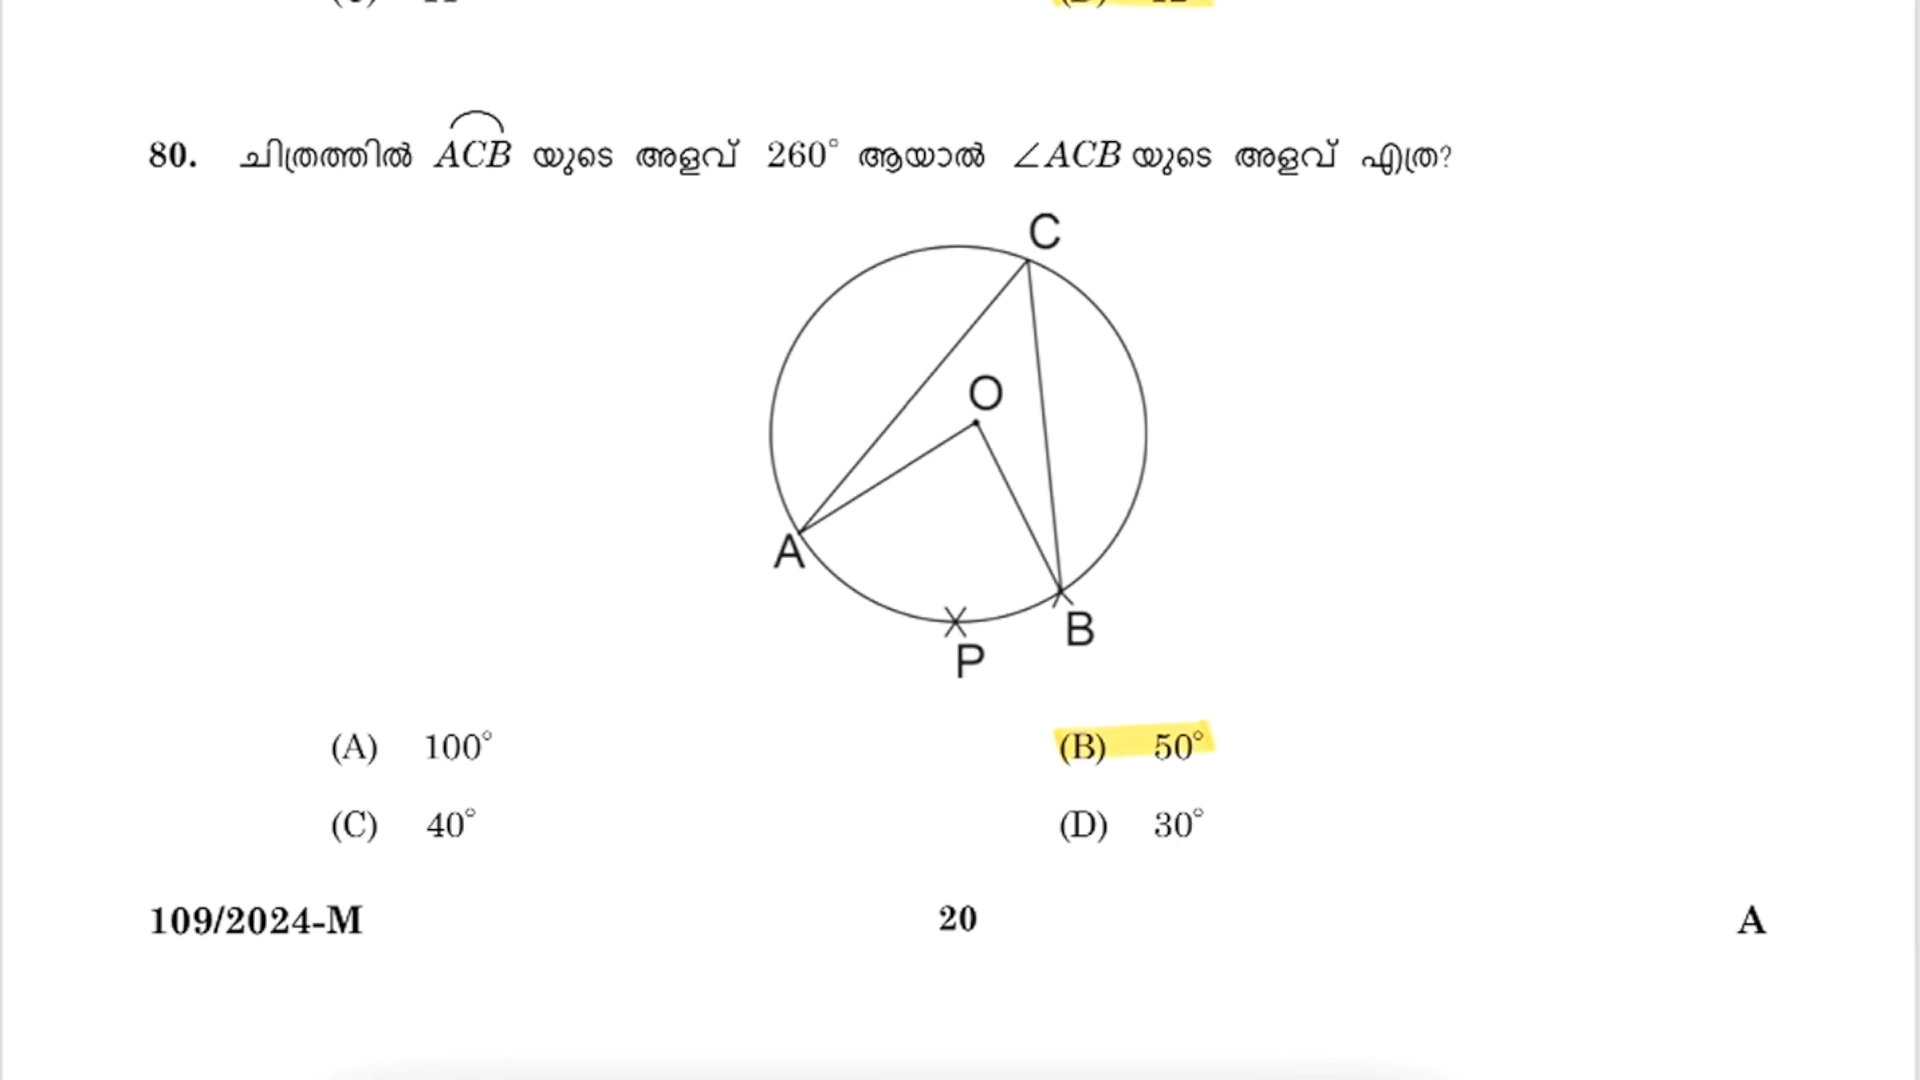 80. ചിത്രത്തിൽ ACB യുടെ അളവ് 260° ആയാൽ ∠ACB യുടെ അളവ് എത്ര?
C
O
A
B
P
(A) 100° (B) 50°
(C) 40° (D) 30°
109/2024-M 20 A